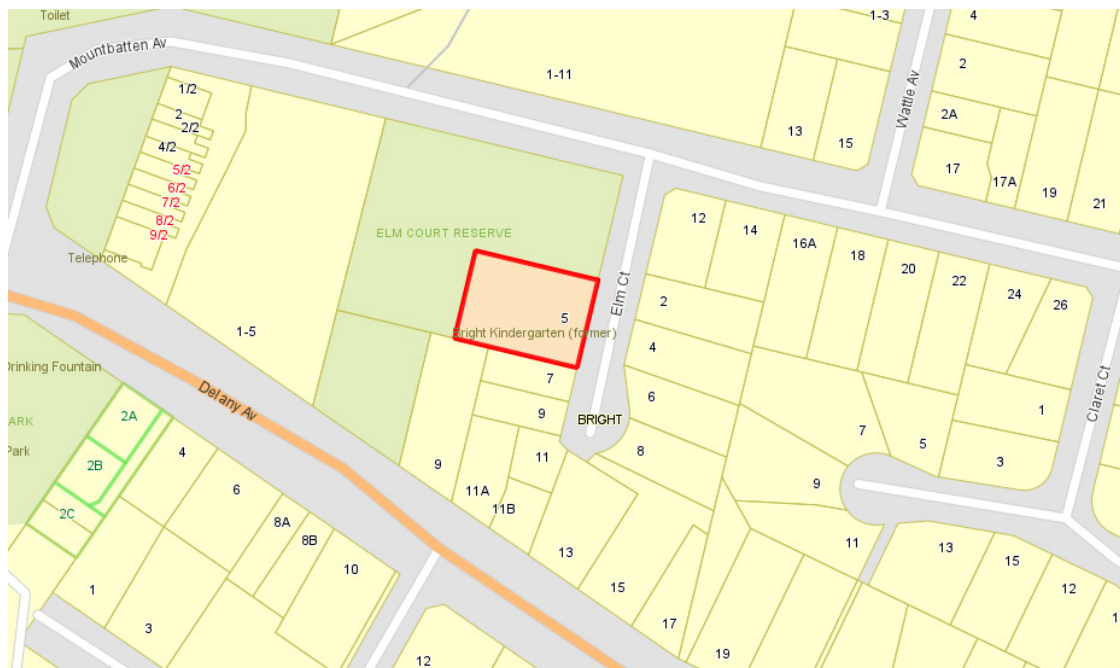 Toilet
1-3
4
Mountbatten Av
1-11
2
Wattle Av
1/2
2
2/2
4/2
2A
13
15
5/2
6/2
7/2
8/2
9/2
17
17A
19
21
ELM COURT RESERVE
12
14
16A
18
20
22
24
26
Telephone
Elm Ct
2
1-5
5
Bright Kindergarten (former)
4
Drinking Fountain
7
6
Delany Av
9
BRIGHT
Claret Ct
1
2A
ARK
Park
4
8
7
5
3
2B
9
11
9
6
11A
11B
2C
8A
8B
10
13
11
13
15
12
1
1
3
15
17
19
12